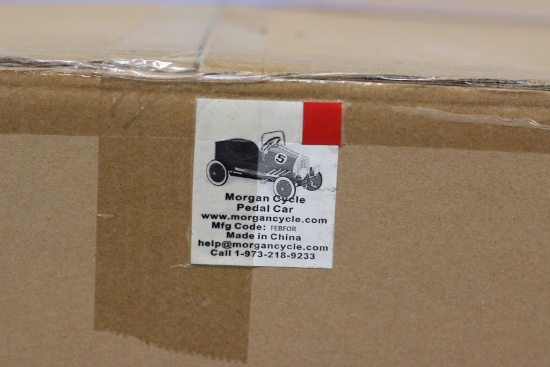 5
Morgan Cycle
Pedal Car
www.morgancycle.com
Mfg Code: FEBFOR
Made in China
help@morgancycle.com
Call 1-973-218-9233